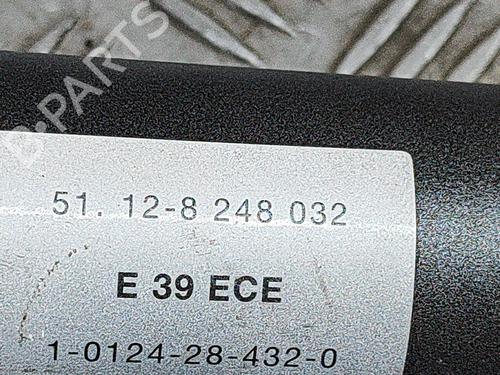 B-PARTS
51. 12-8 248 032
E 39 ECE
1-0124-28-432-0